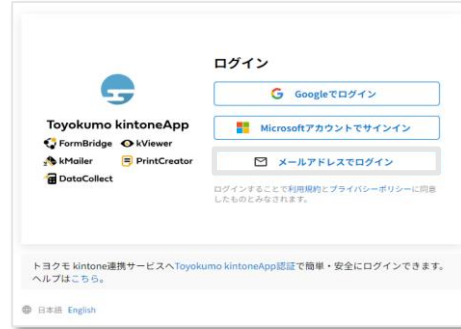 ログイン
Googleでログイン
Microsoftアカウントでサインイン
メールアドレスでログイン
ログインすることで利用規約とプライバシーポリシーに同意
したものとみなされます。
Toyokumo kintoneApp
FormBridge kViewer
kMailer PrintCreator
DataCollect
トヨクモ kintone連携サービスへToyokumo kintoneApp認証で簡単・安全にログインできます。
ヘルプはこちら。
日本語 English